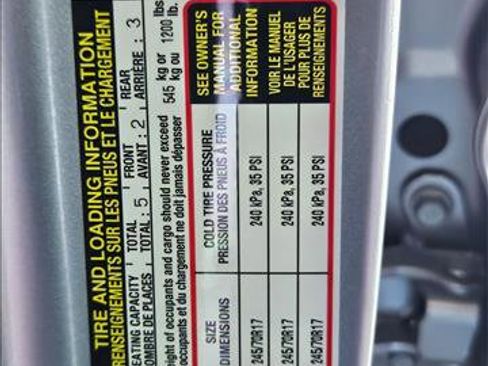 TIRE AND LOADING INFORMATION
RENSEIGNEMENTS SUR LES PNEUS ET LE CHARGEMENT
EATING CAPACITY TOTAL : 5 FRONT : 2 REAR : 3
OMBRE DE PLACES TOTAL : 5 AVANT : 2 ARRIÈRE : 3
eight of occupants and cargo should never exceed 545 kg or 1200 lbs
occupants et du chargement ne doit jamais dépasser 545 kg ou 1200 lb.
SIZE
DIMENSIONS
COLD TIRE PRESSURE
PRESSION DES PNEUS À FROID
SEE OWNER'S
MANUAL FOR
ADDITIONAL
INFORMATION
245/70R17 240 kPa, 35 PSI
VOIR LE MANUEL
DE L'USAGER
POUR PLUS DE
RENSEIGNEMENTS
245/70R17 240 kPa, 35 PSI
245/70R17 240 kPa, 35 PSI